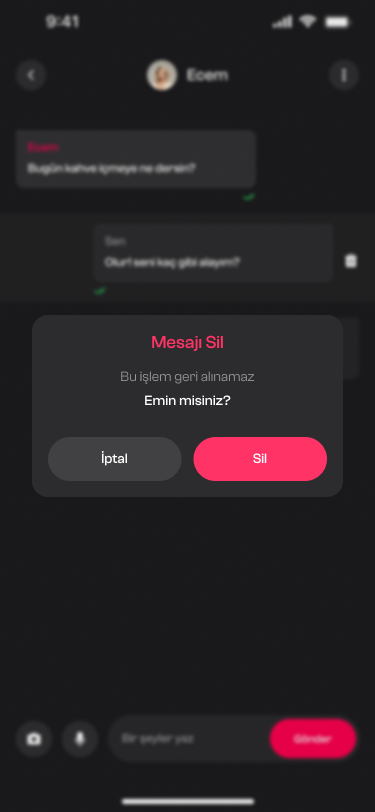 9:41
Ecem
Ecem
Bugün kahve içmeye ne dersin?
Sen
Olur! seni kaç gibi alayım?
Mesajı Sil
Bu işlem geri alınamaz
Emin misiniz?
İptal
Sil
Bir şeyler yaz
Gönder